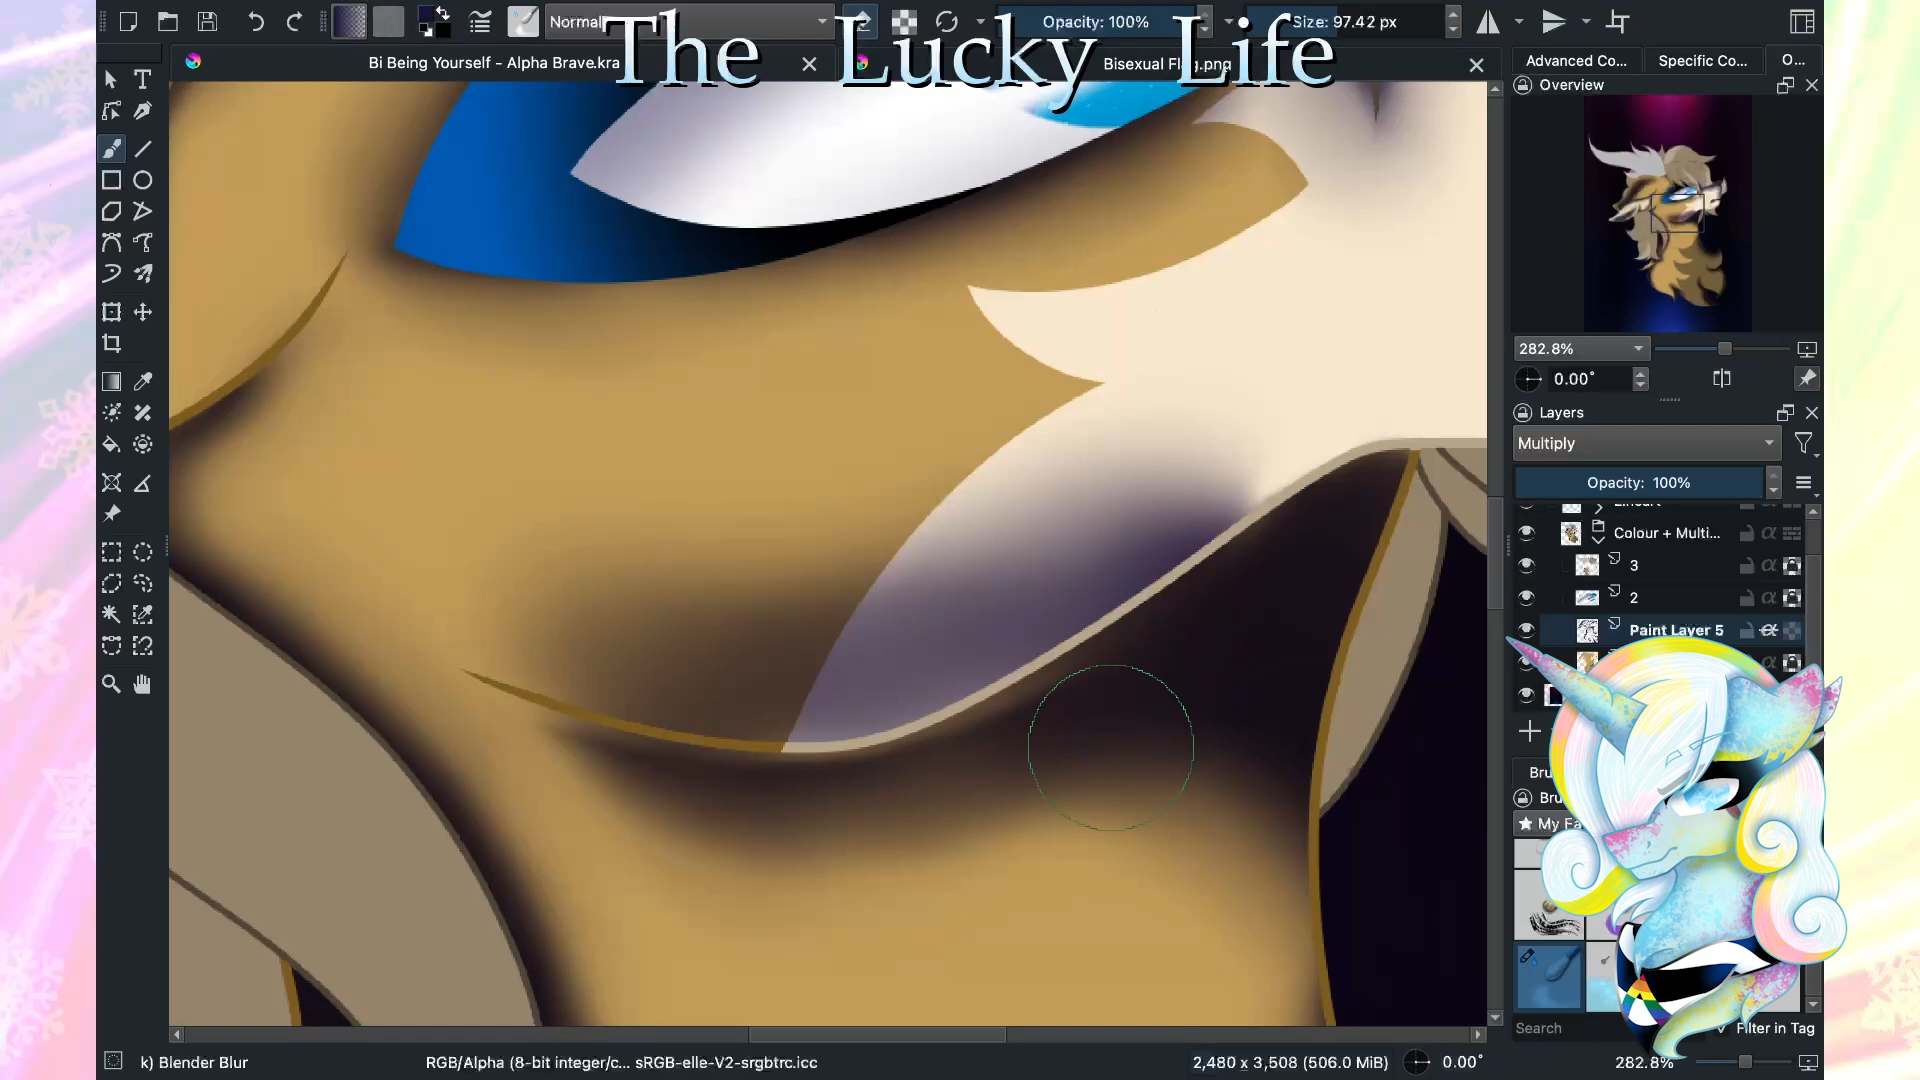 Normal
Opacity: 100%
Size: 97.42 px
The Lucky Life
Bi Being Yourself - Alpha Brave.kra
Bisexual Flag.png
Advanced Co...
Specific Co...
O...
Overview
282.8%
0.00°
Layers
Multiply
Opacity: 100%
Colour + Multi...
3
2
Paint Layer 5
Search
Filter in Tag
k) Blender Blur
RGB/Alpha (8-bit integer/c... sRGB-elle-V2-srgbtrc.icc
2,480 x 3,508 (506.0 MiB)
0.00°
282.8%